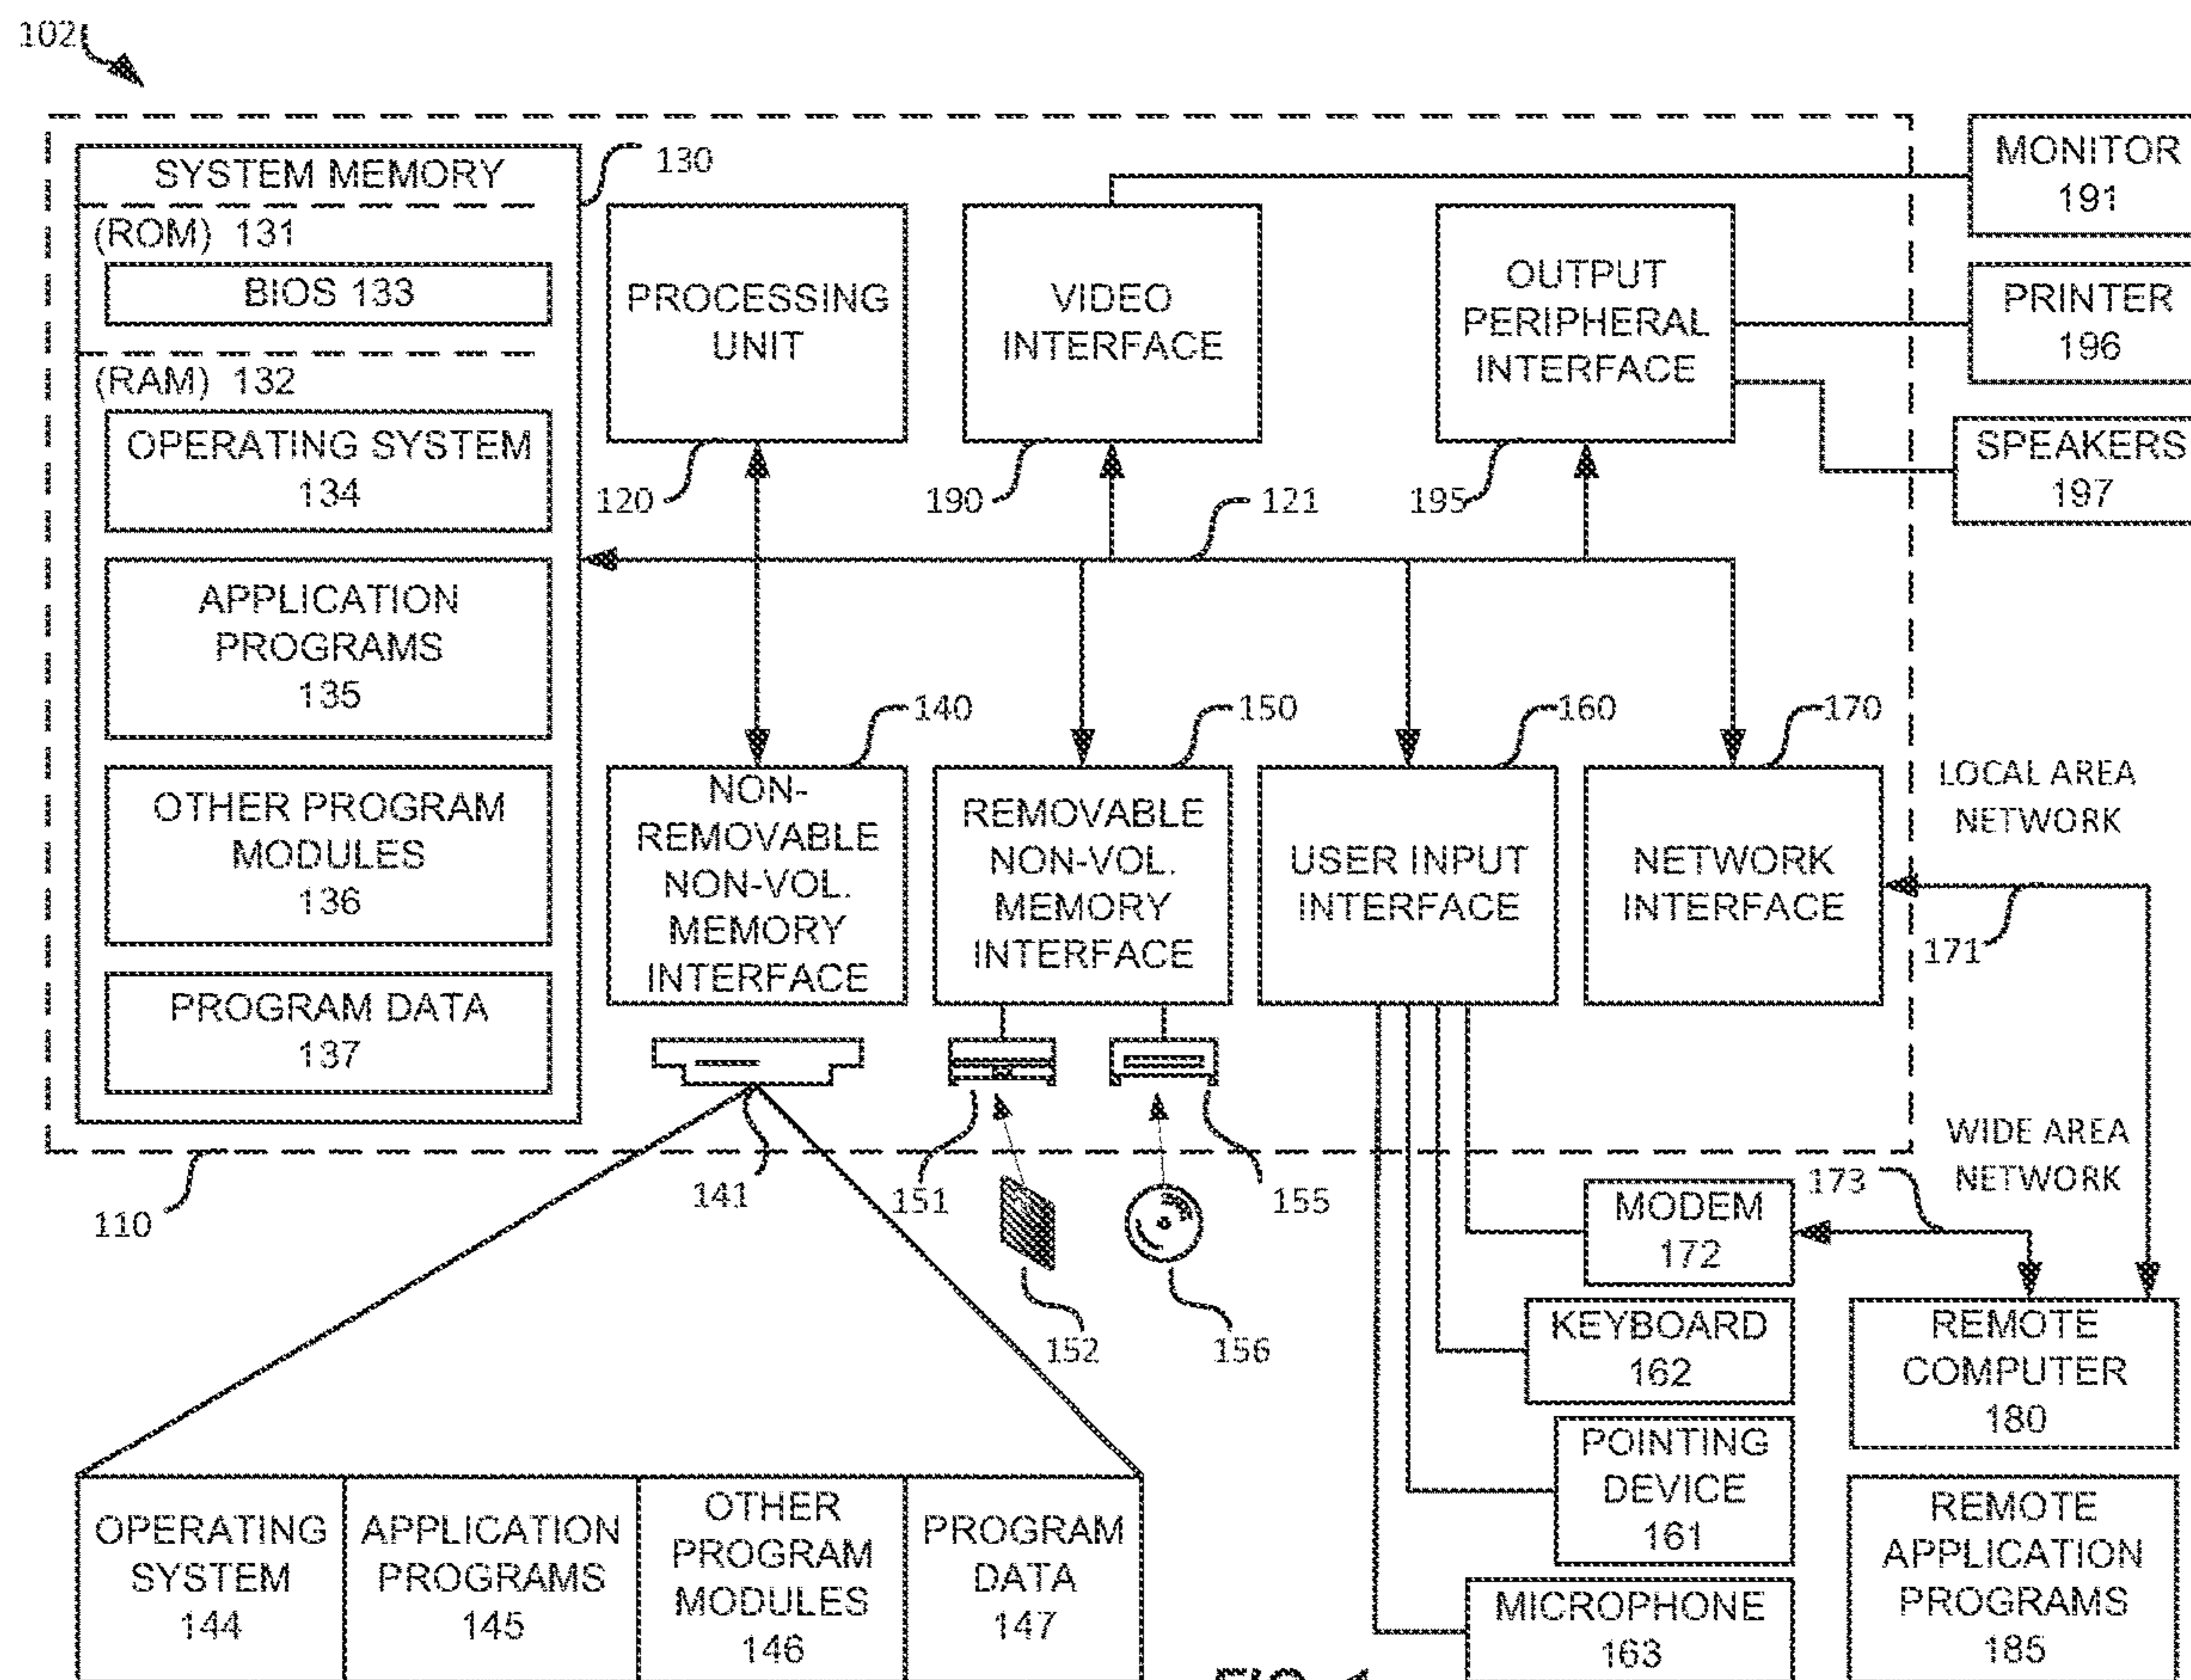 102
MONITOR
191
SYSTEM MEMORY
130
(ROM) 131
BIOS 133
PROCESSING
UNIT
VIDEO
INTERFACE
OUTPUT
PERIPHERAL
INTERFACE
PRINTER
196
(RAM) 132
OPERATING SYSTEM
134
SPEAKERS
197
120
190
121
195
APPLICATION
PROGRAMS
135
140
150
160
170
LOCAL AREA
NETWORK
OTHER PROGRAM
MODULES
136
NON-
REMOVABLE
NON-VOL.
MEMORY
INTERFACE
REMOVABLE
NON-VOL.
MEMORY
INTERFACE
USER INPUT
INTERFACE
NETWORK
INTERFACE
171
PROGRAM DATA
137
WIDE AREA
NETWORK
110
141
151
155
173
MODEM
172
152
156
KEYBOARD
162
REMOTE
COMPUTER
180
POINTING
DEVICE
161
OPERATING
SYSTEM
144
APPLICATION
PROGRAMS
145
OTHER
PROGRAM
MODULES
146
PROGRAM
DATA
147
MICROPHONE
163
REMOTE
APPLICATION
PROGRAMS
185